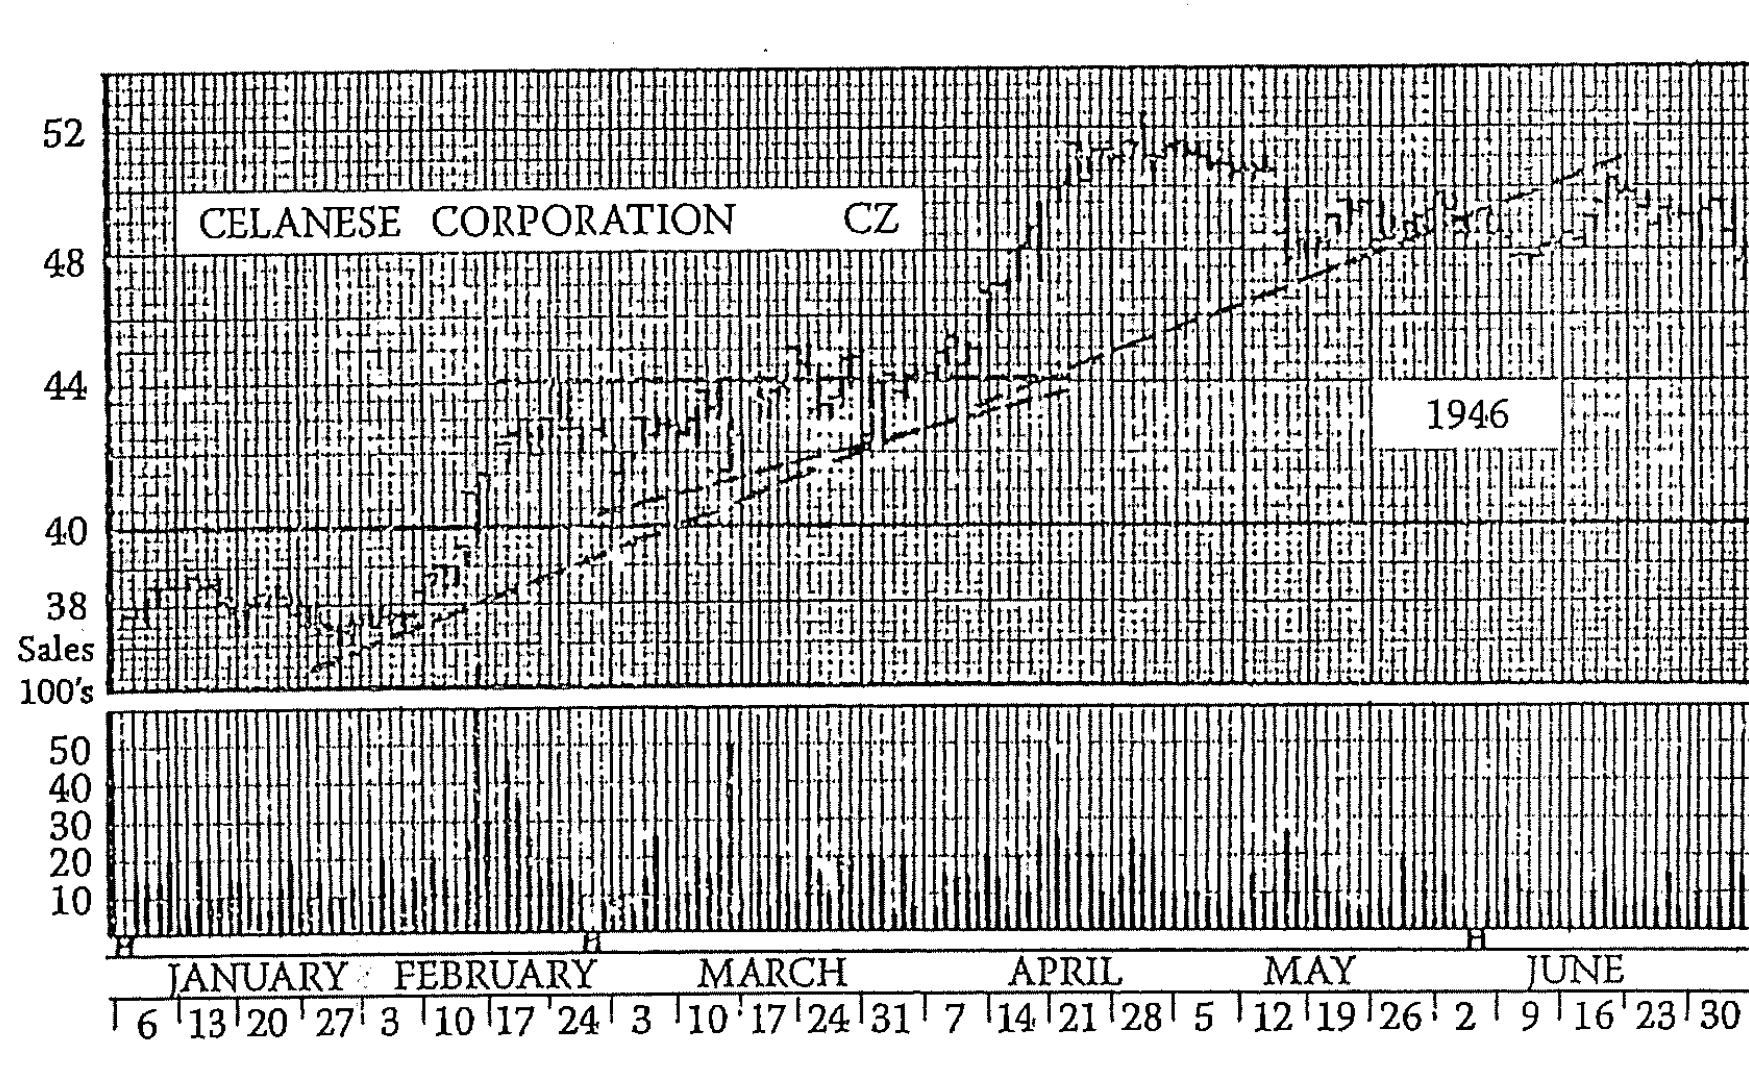 52
CELANESE CORPORATION CZ
48
44
1946
40
38
Sales
100's
50
40
30
20
10
H H H
JANUARY FEBRUARY MARCH APRIL MAY JUNE
6 13 20 27 3 10 17 24 3 10 17 24 31 7 14 21 28 5 12 19 26 2 9 16 23 30